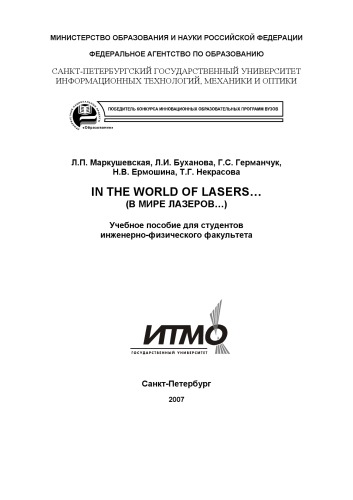 МИНИСТЕРСТВО ОБРАЗОВАНИЯ И НАУКИ РОССИЙСКОЙ ФЕДЕРАЦИИ
ФЕДЕРАЛЬНОЕ АГЕНТСТВО ПО ОБРАЗОВАНИЮ
САНКТ-ПЕТЕРБУРГСКИЙ ГОСУДАРСТВЕННЫЙ УНИВЕРСИТЕТ
ИНФОРМАЦИОННЫХ ТЕХНОЛОГИЙ, МЕХАНИКИ И ОПТИКИ
ПОБЕДИТЕЛЬ КОНКУРСА ИННОВАЦИОННЫХ ОБРАЗОВАТЕЛЬНЫХ ПРОГРАММ ВУЗОВ
«Образование»
Л.П. Маркушевская, Л.И. Буханова, Г.С. Германчук,
Н.В. Ермошина, Т.Г. Некрасова
IN THE WORLD OF LASERS…
(В МИРЕ ЛАЗЕРОВ…)
Учебное пособие для студентов
инженерно-физического факультета
ИТМО
ГОСУДАРСТВЕННЫЙ УНИВЕРСИТЕТ
Санкт-Петербург
2007